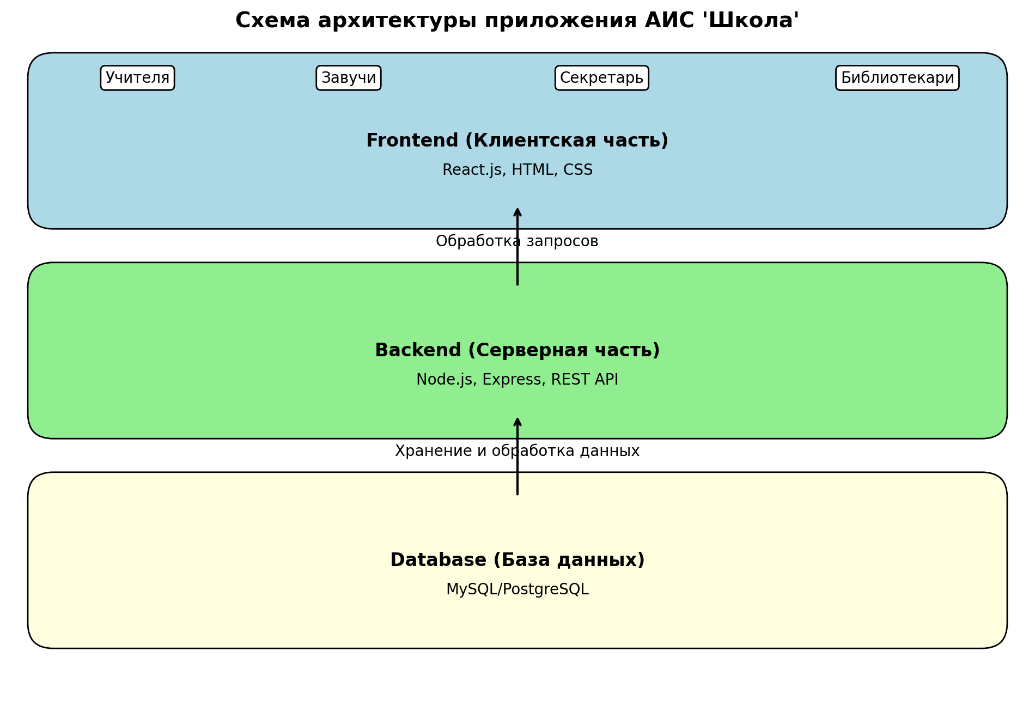 Схема архитектуры приложения АИС 'Школа'
Учителя
Завучи
Секретарь
Библиотекари
Frontend (Клиентская часть)
React.js, HTML, CSS
Обработка запросов
Backend (Серверная часть)
Node.js, Express, REST API
Хранение и обработка данных
Database (База данных)
MySQL/PostgreSQL